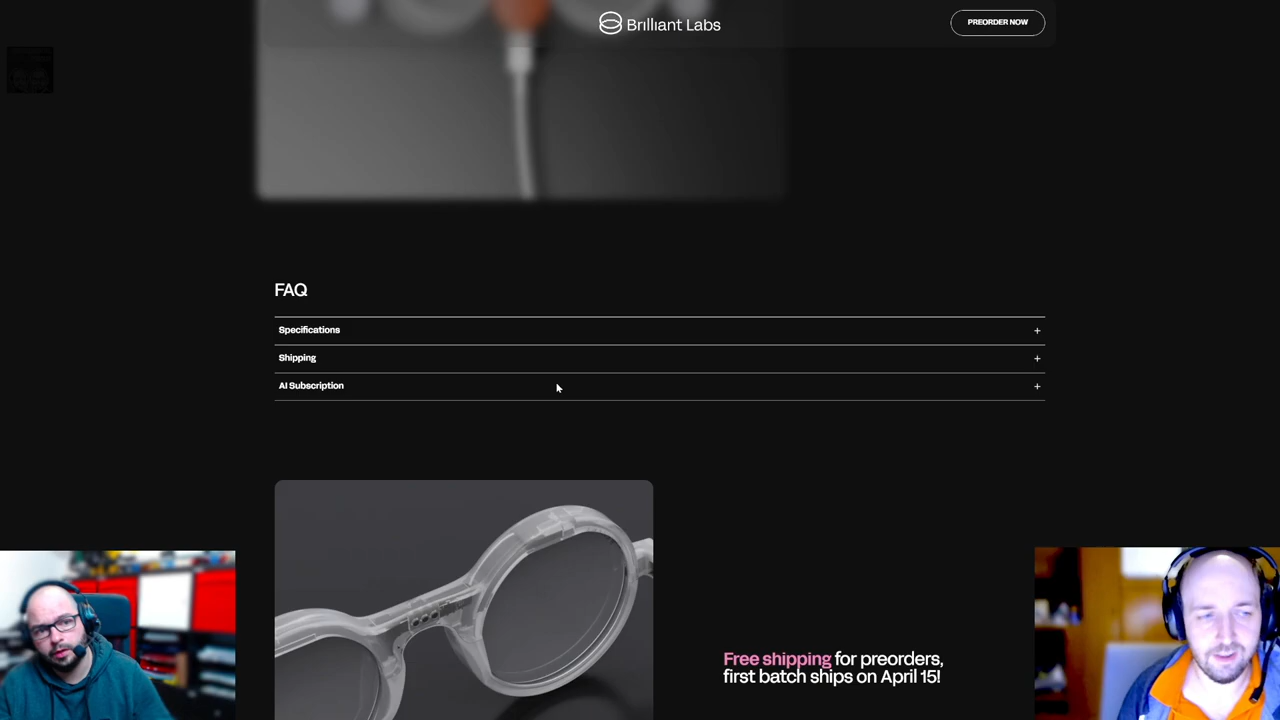 Brilliant Labs
PREORDER NOW
FAQ
Specifications
+
Shipping
+
AI Subscription
+
Free shipping for preorders,
first batch ships on April 15!